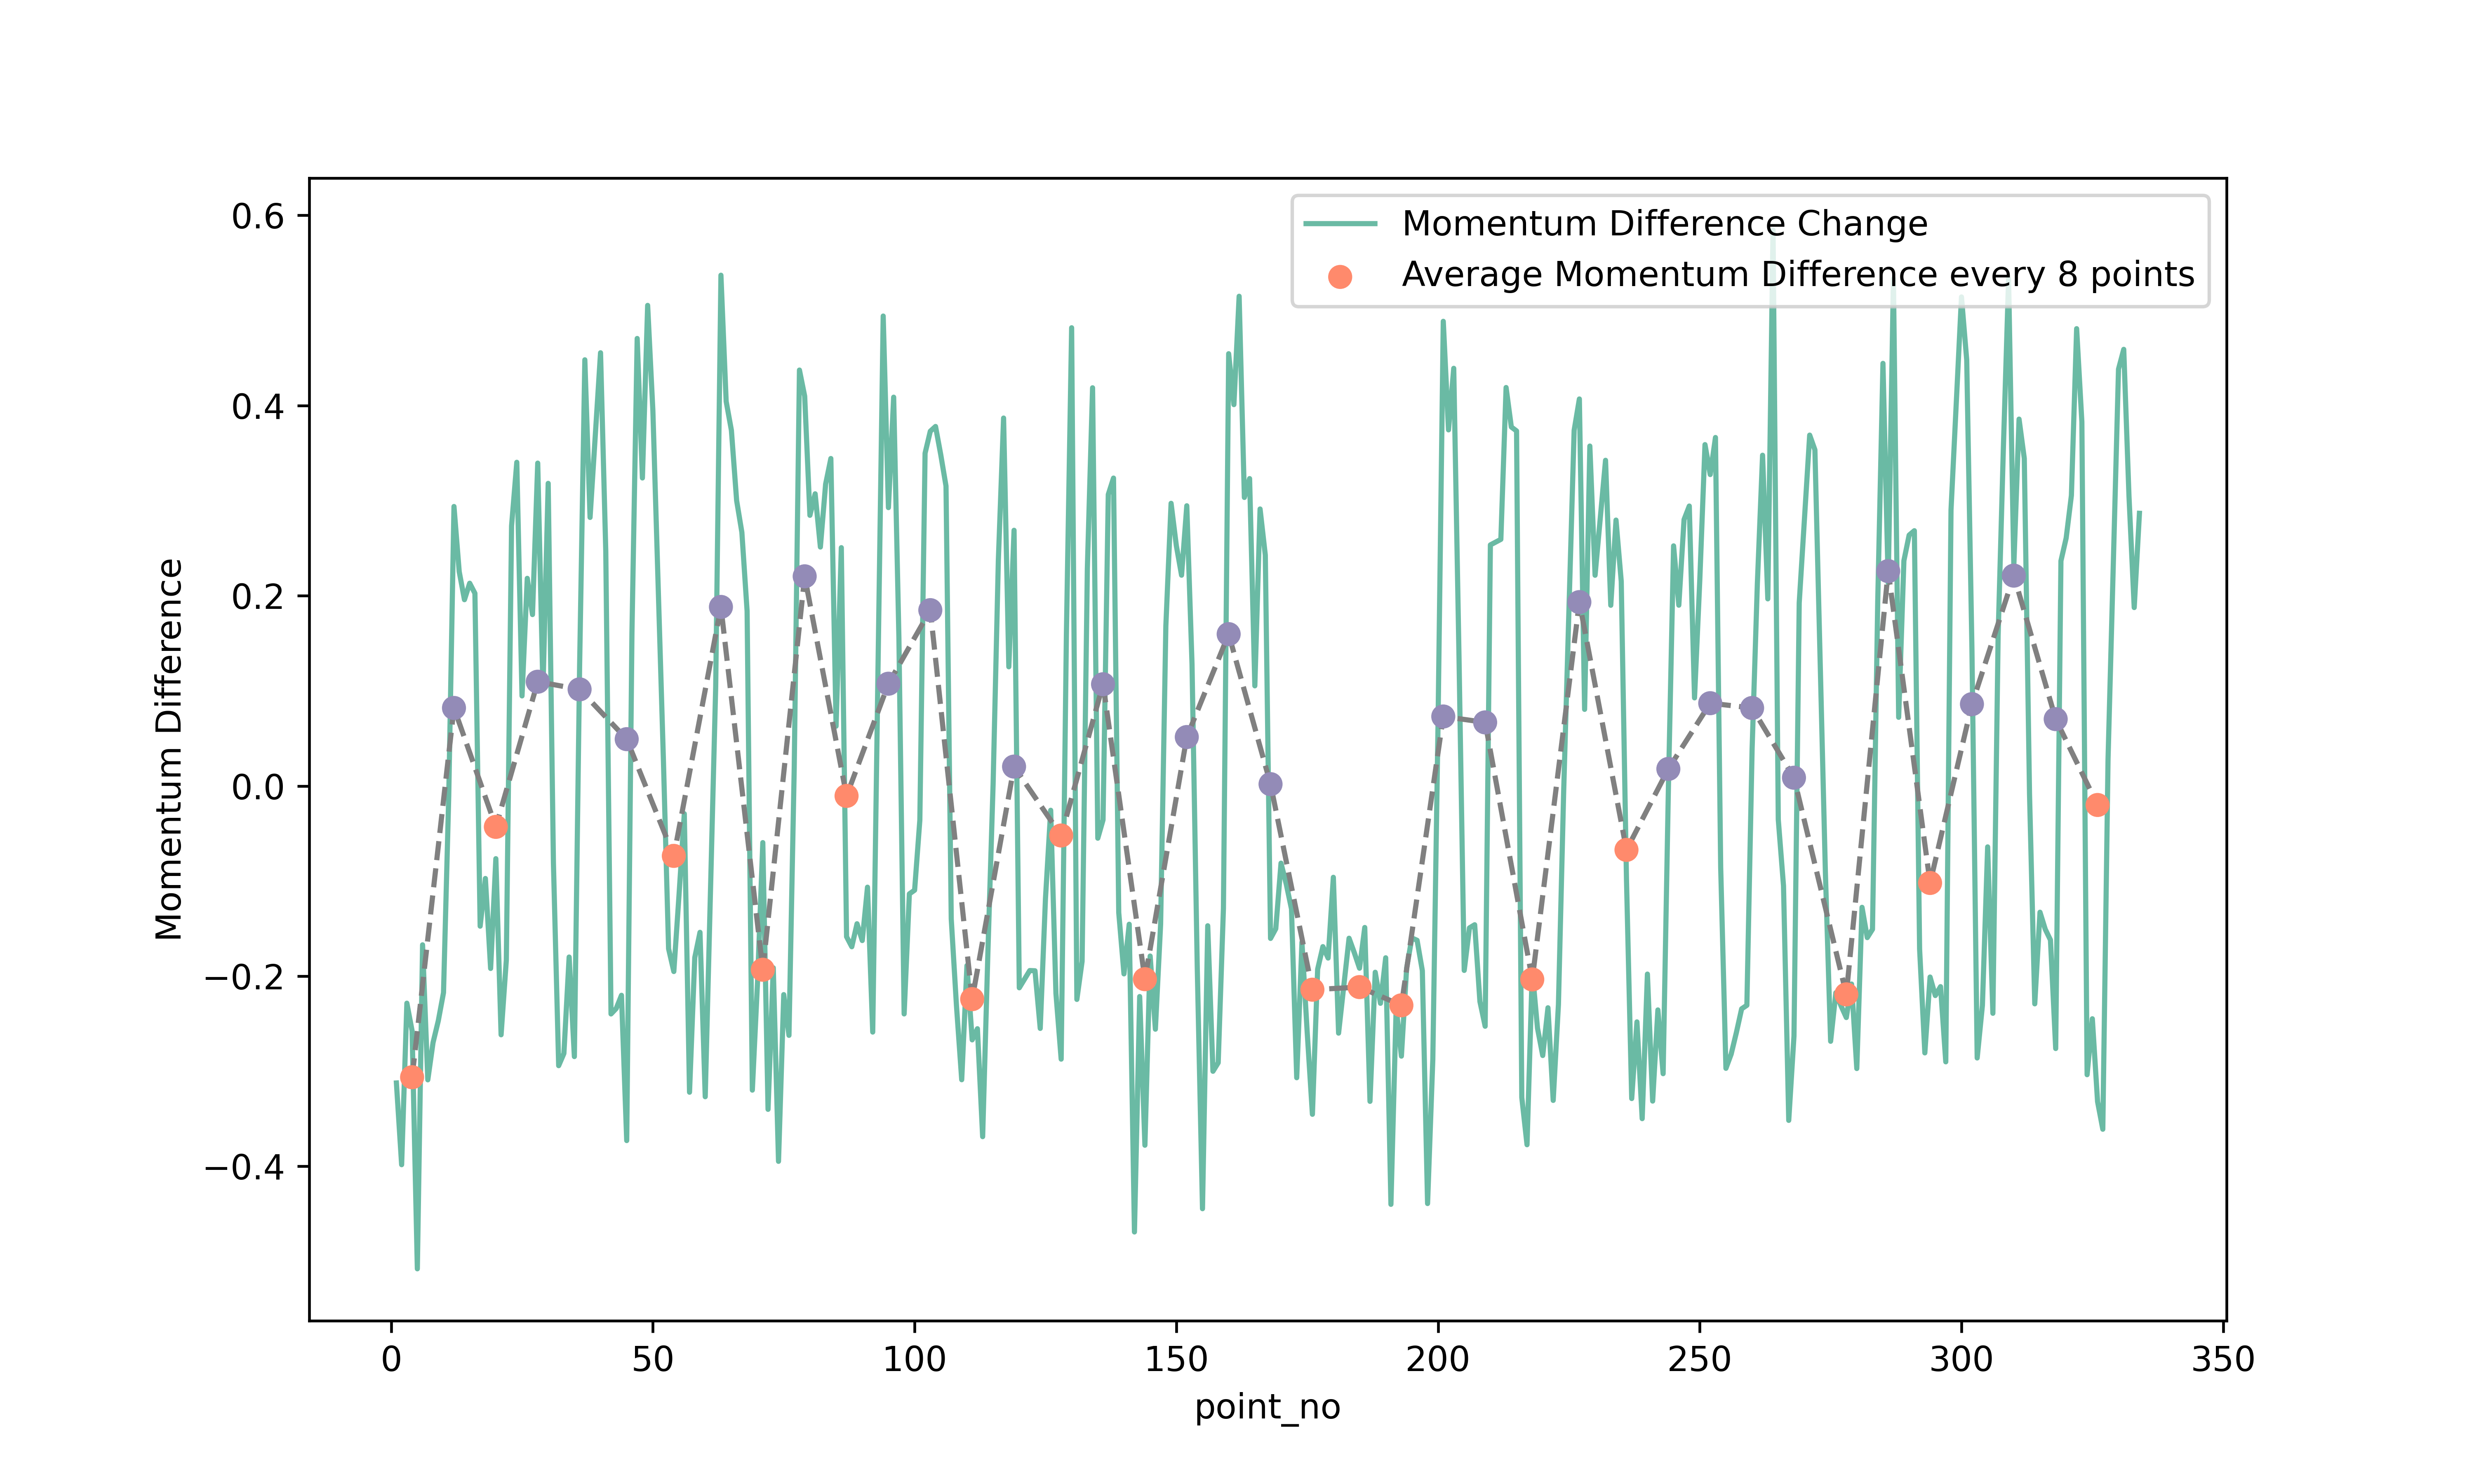 0.6
0.4
0.2
0.0
−0.2
−0.4
Momentum Difference
Momentum Difference Change
Average Momentum Difference every 8 points
0 50 100 150 200 250 300 350
point_no